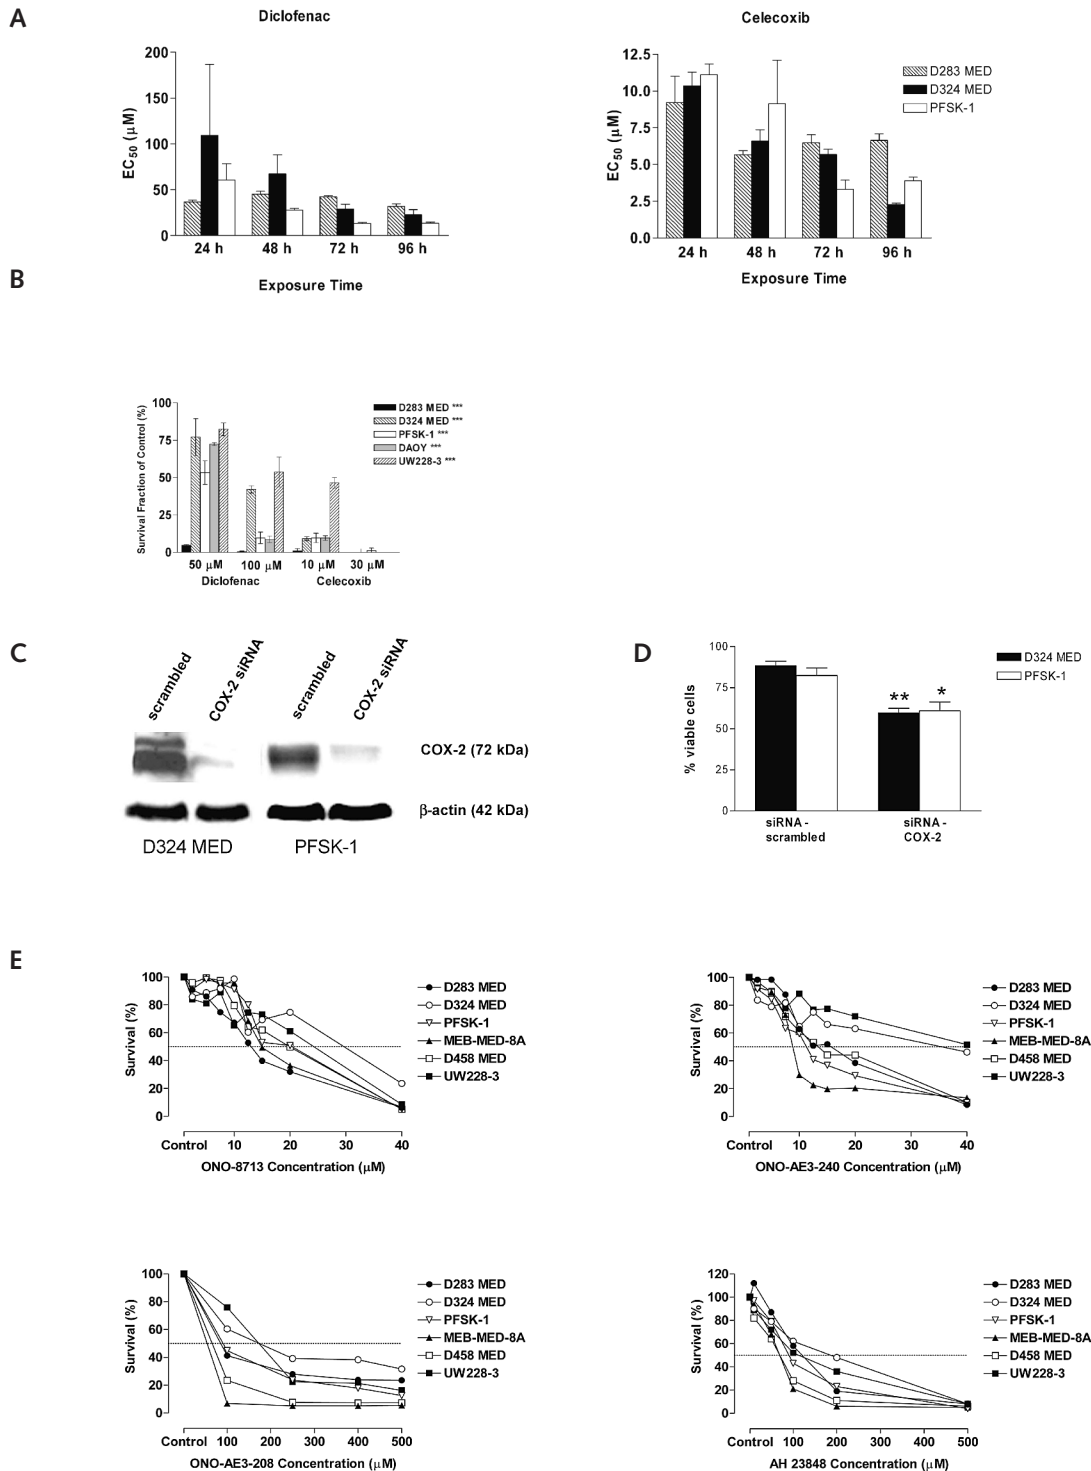 A
Diclofenac
200
150
100
50
0
EC50 (μM)
24 h 48 h 72 h 96 h
Exposure Time
Celecoxib
12.5
10.0
7.5
5.0
2.5
0.0
EC50 (μM)
24 h 48 h 72 h 96 h
Exposure Time
D283 MED
D324 MED
PFSK-1
B
100
75
50
25
0
Survival Fraction of Control (%)
50 μM 100 μM 10 μM 30 μM
Diclofenac Celecoxib
D283 MED ***
D324 MED ***
PFSK-1 ***
DAOY ***
UW228-3 ***
C
scrambled
COX-2 siRNA
scrambled
COX-2 siRNA
COX-2 (72 kDa)
β-actin (42 kDa)
D324 MED PFSK-1
D
100
75
50
25
0
% viable cells
** *
siRNA - scrambled
siRNA - COX-2
D324 MED
PFSK-1
E
100
80
60
40
20
0
Survival (%)
Control 10 20 30 40
ONO-8713 Concentration (μM)
D283 MED
D324 MED
PFSK-1
MEB-MED-8A
D458 MED
UW228-3
100
80
60
40
20
0
Survival (%)
Control 10 20 30 40
ONO-AE3-240 Concentration (μM)
D283 MED
D324 MED
PFSK-1
MEB-MED-8A
D458 MED
UW228-3
100
80
60
40
20
0
Survival (%)
Control 100 200 300 400 500
ONO-AE3-208 Concentration (μM)
D283 MED
D324 MED
PFSK-1
MEB-MED-8A
D458 MED
UW228-3
120
100
80
60
40
20
0
Survival (%)
Control 100 200 300 400 500
AH 23848 Concentration (μM)
D283 MED
D324 MED
PFSK-1
MEB-MED-8A
D458 MED
UW228-3